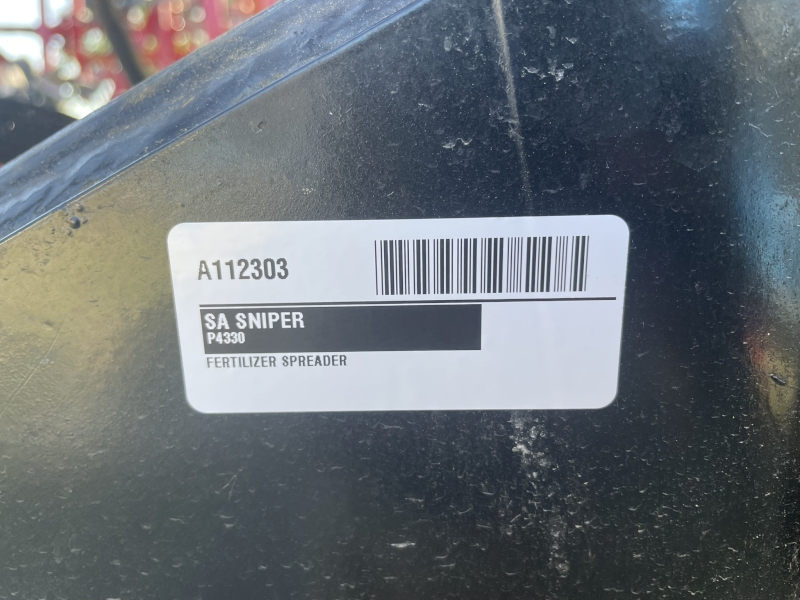 A112303
SA SNIPER
P4330
FERTILIZER SPREADER